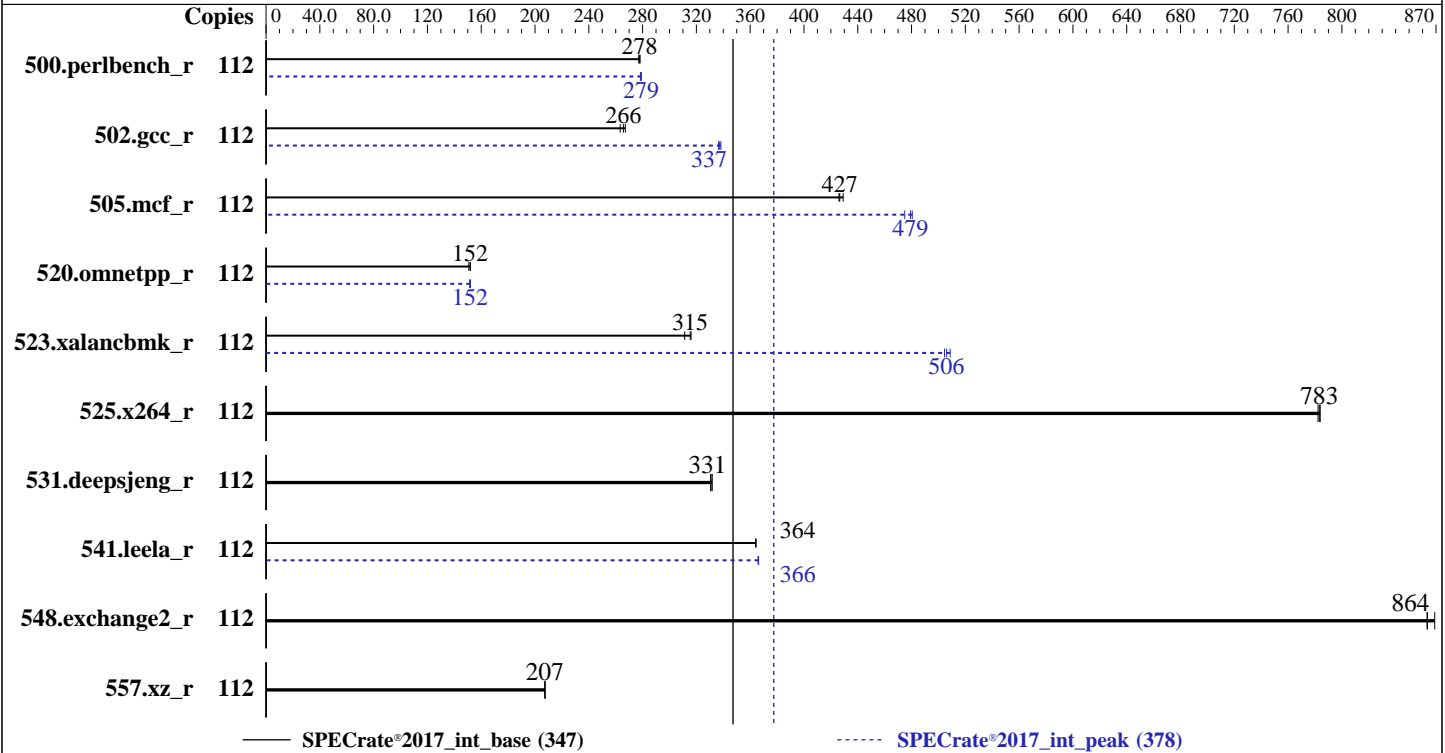 Copies 0 40.0 80.0 120 160 200 240 280 320 360 400 440 480 520 560 600 640 680 720 760 800 870
278
500.perlbench_r 112
279
266
502.gcc_r 112
337
427
505.mcf_r 112
479
152
520.omnetpp_r 112
152
315
523.xalancbmk_r 112
506
783
525.x264_r 112
331
531.deepsjeng_r 112
364
541.leela_r 112
366
864
548.exchange2_r 112
207
557.xz_r 112
SPECrate®2017_int_base (347) SPECrate®2017_int_peak (378)